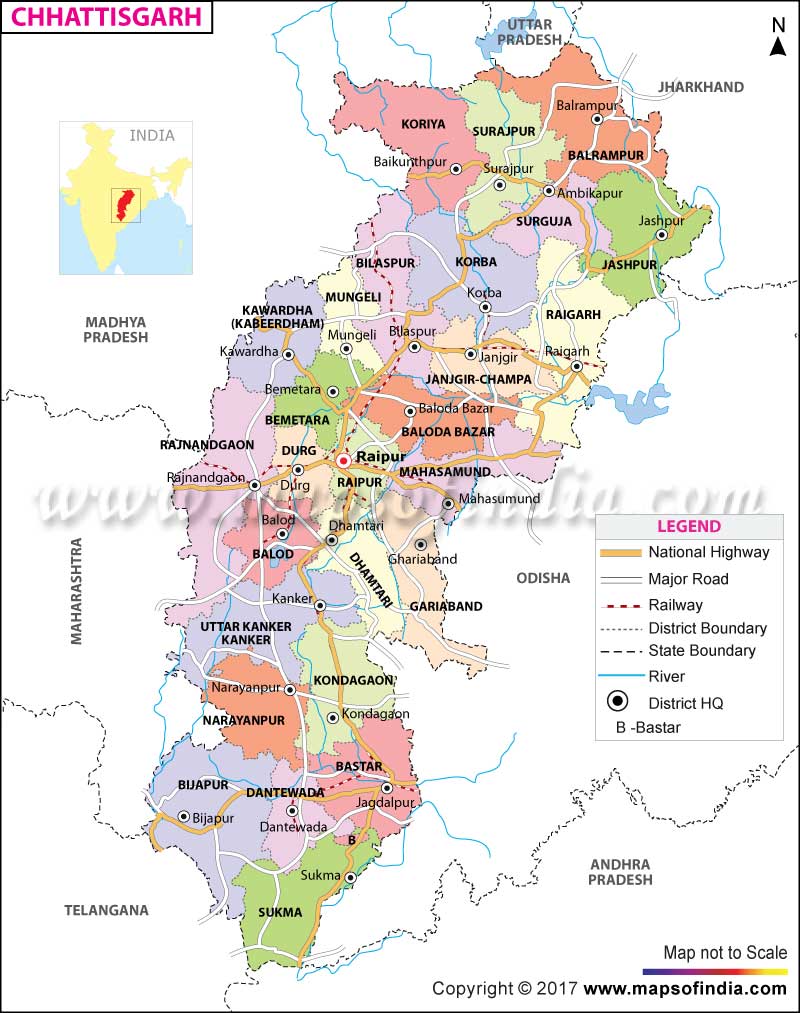 CHHATTISGARH
N
UTTAR
PRADESH
JHARKHAND
INDIA
KORIYA
SURAJPUR
Balrampur
BALRAMPUR
Baikunthpur
Surajpur
Ambikapur
SURGUJA
Jashpur
JASHPUR
BILASPUR
KORBA
Korba
MUNGELI
RAIGARH
KAWARDHA
(KABEERDHAM)
MADHYA
PRADESH
Mungeli
Bilaspur
Kawardha
Janjgir
Raigarh
JANJGIR-CHAMPA
Bemetara
Baloda Bazar
BEMETARA
BALODA BAZAR
RAJNANDGAON
DURG
Raipur
MAHASAMUND
Rajnandgaon
Durg
RAIPUR
Mahasumund
www.mapsofindia.com
Balod
Dhamtari
BALOD
Ghariaband
DHAMTARI
MAHARASHTRA
ODISHA
Kanker
GARIABAND
UTTAR KANKER
KANKER
KONDAGAON
Narayanpur
NARAYANPUR
Kondagaon
BASTAR
BIJAPUR
DANTEWADA
Jagdalpur
Bijapur
Dantewada
B
Sukma
SUKMA
TELANGANA
ANDHRA
PRADESH
LEGEND
National Highway
Major Road
Railway
District Boundary
State Boundary
River
District HQ
B -Bastar
Map not to Scale
Copyright © 2017 www.mapsofindia.com